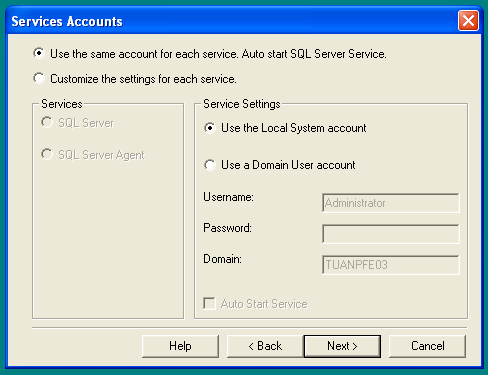 Services Accounts
Use the same account for each service. Auto start SQL Server Service.
Customize the settings for each service.
Services
SQL Server
SQL Server Agent
Service Settings
Use the Local System account
Use a Domain User account
Username:
Administrator
Password:
Domain:
TUANPFE03
Auto Start Service
Help
< Back
Next >
Cancel